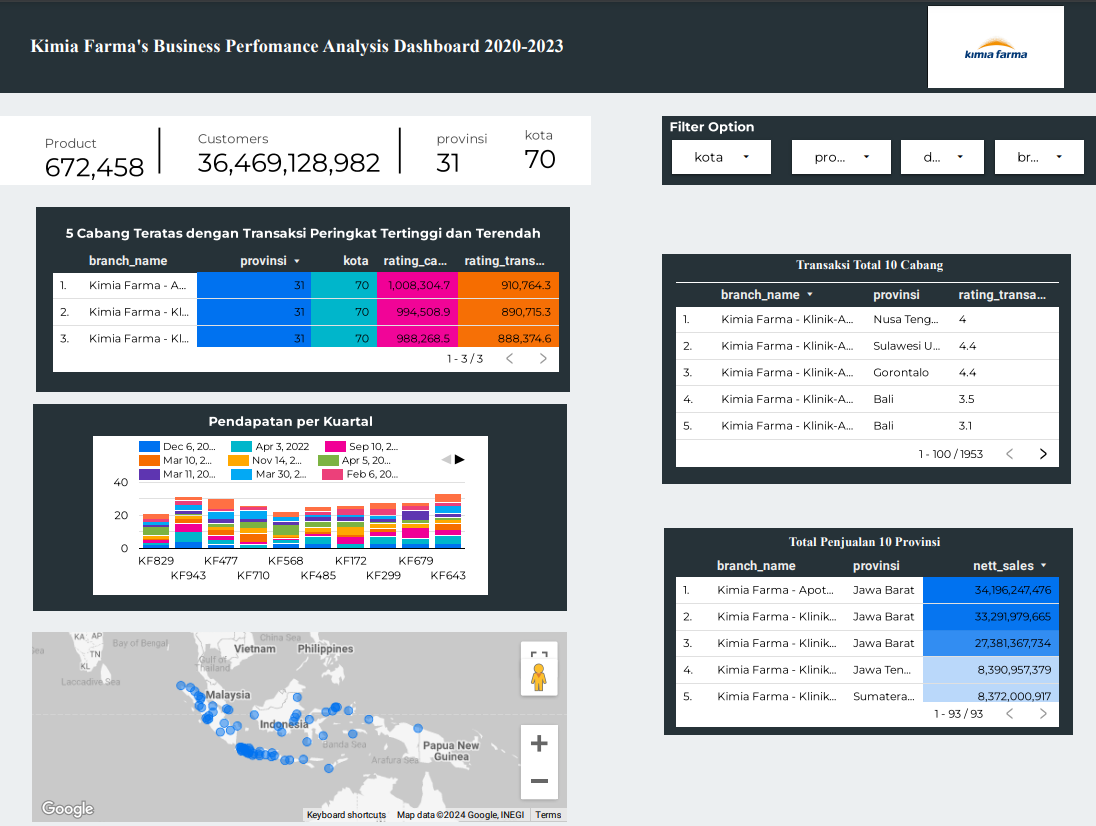 Kimia Farma's Business Perfomance Analysis Dashboard 2020-2023
kimia farma
Product
672,458
Customers
36,469,128,982
provinsi
31
kota
70
Filter Option
kota
pro...
d...
br...
5 Cabang Teratas dengan Transaksi Peringkat Tertinggi dan Terendah
branch_name provinsi kota rating_ca... rating_trans...
1. Kimia Farma - A... 31 70 1,008,304.7 910,764.3
2. Kimia Farma - Kl... 31 70 994,508.9 890,715.3
3. Kimia Farma - Kl... 31 70 988,268.5 888,374.6
1 - 3 / 3
Transaksi Total 10 Cabang
branch_name provinsi rating_transa...
1. Kimia Farma - Klinik-A... Nusa Teng... 4
2. Kimia Farma - Klinik-A... Sulawesi U... 4.4
3. Kimia Farma - Klinik-A... Gorontalo 4.4
4. Kimia Farma - Klinik-A... Bali 3.5
5. Kimia Farma - Klinik-A... Bali 3.1
1 - 100 / 1953
Pendapatan per Kuartal
Dec 6, 20... Apr 3, 2022 Sep 10, 2...
Mar 10, 2... Nov 14, 2... Apr 5, 20...
Mar 11, 20... Mar 30, 2... Feb 6, 20...
40
20
0
KF829 KF477 KF568 KF172 KF679
KF943 KF710 KF485 KF299 KF643
Total Penjualan 10 Provinsi
branch_name provinsi nett_sales
1. Kimia Farma - Apot... Jawa Barat 34,196,247,476
2. Kimia Farma - Klinik... Jawa Barat 33,291,979,665
3. Kimia Farma - Klinik... Jawa Barat 27,381,367,734
4. Kimia Farma - Klinik... Jawa Ten... 8,390,957,379
5. Kimia Farma - Klinik... Sumatera... 8,372,000,917
1 - 93 / 93
KA AP
Bay of Bengal
China Sea
Sea
TN
Vietnam
Philippines
KL
Gulf of
Thailand
Laccadive Sea
Malaysia
Indonesia
Banda Sea
Papua New
Guinea
Arafura Sea
Google
Keyboard shortcuts Map data ©2024 Google, INEGI Terms